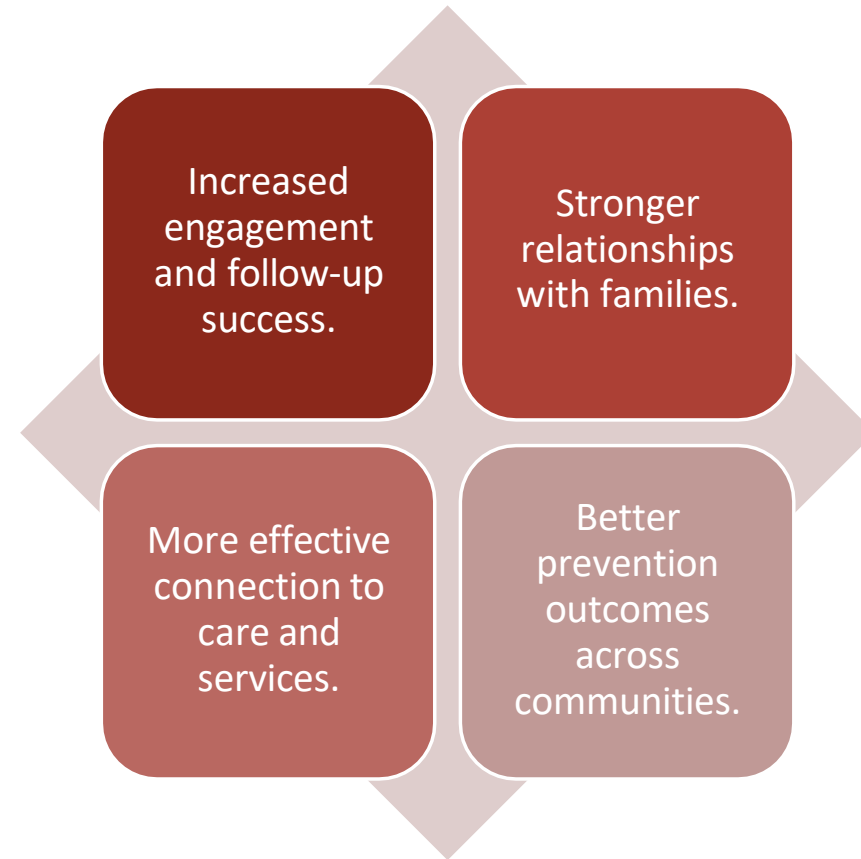 Increased
engagement
and follow-up
success.
Stronger
relationships
with families.
More effective
connection to
care and
services.
Better
prevention
outcomes
across
communities.